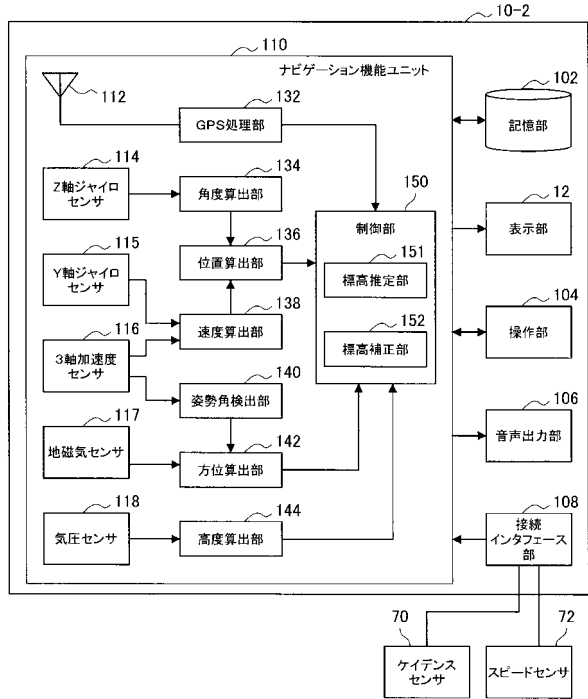 10-2
110
ナビゲーション機能ユニット
112
132
GPS処理部
102
記憶部
114
Z軸ジャイロ
センサ
134
角度算出部
150
制御部
12
表示部
115
Y軸ジャイロ
センサ
136
位置算出部
151
標高推定部
116
3軸加速度
センサ
138
速度算出部
152
標高補正部
104
操作部
140
姿勢角検出部
117
地磁気センサ
142
方位算出部
106
音声出力部
118
気圧センサ
144
高度算出部
108
接続
インタフェース
部
70
ケイデンス
センサ
72
スピードセンサ